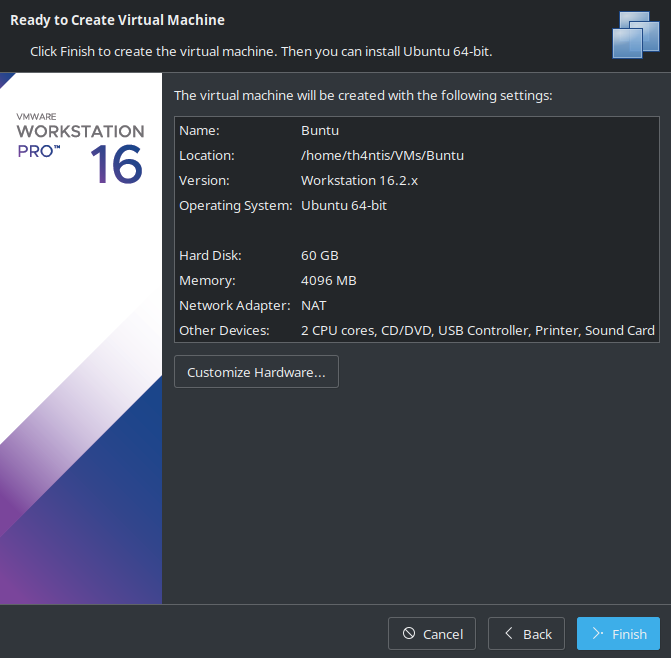 Ready to Create Virtual Machine
Click Finish to create the virtual machine. Then you can install Ubuntu 64-bit.
VMWARE
WORKSTATION
PRO™ 16
The virtual machine will be created with the following settings:
Name: Buntu
Location: /home/th4ntis/VMs/Buntu
Version: Workstation 16.2.x
Operating System: Ubuntu 64-bit
Hard Disk: 60 GB
Memory: 4096 MB
Network Adapter: NAT
Other Devices: 2 CPU cores, CD/DVD, USB Controller, Printer, Sound Card
Customize Hardware...
Cancel Back Finish